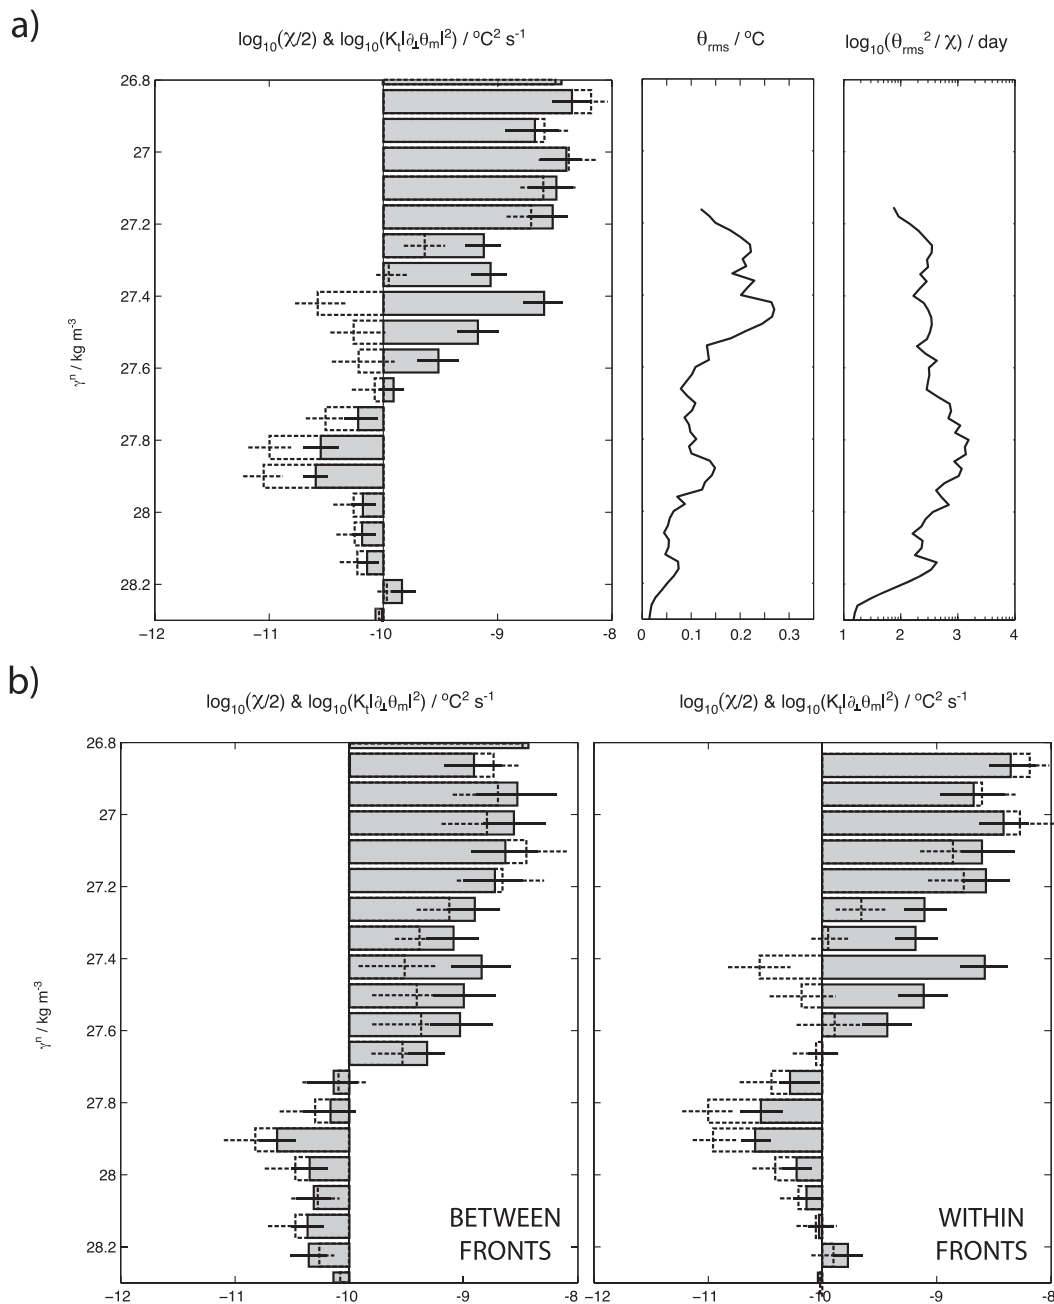 a)
log10(χ/2) & log10(Kt|∂⊥θm|²) / °C² s⁻¹
θrms / °C
log10(θrms² / χ) / day
26.8
27
27.2
27.4
27.6
27.8
28
28.2
γⁿ / kg m⁻³
−12 −11 −10 −9 −8
0 0.1 0.2 0.3
1 2 3 4
b)
log10(χ/2) & log10(Kt|∂⊥θm|²) / °C² s⁻¹
log10(χ/2) & log10(Kt|∂⊥θm|²) / °C² s⁻¹
26.8
27
27.2
27.4
27.6
27.8
28
28.2
γⁿ / kg m⁻³
BETWEEN
FRONTS
WITHIN
FRONTS
−12 −11 −10 −9 −8
−12 −11 −10 −9 −8